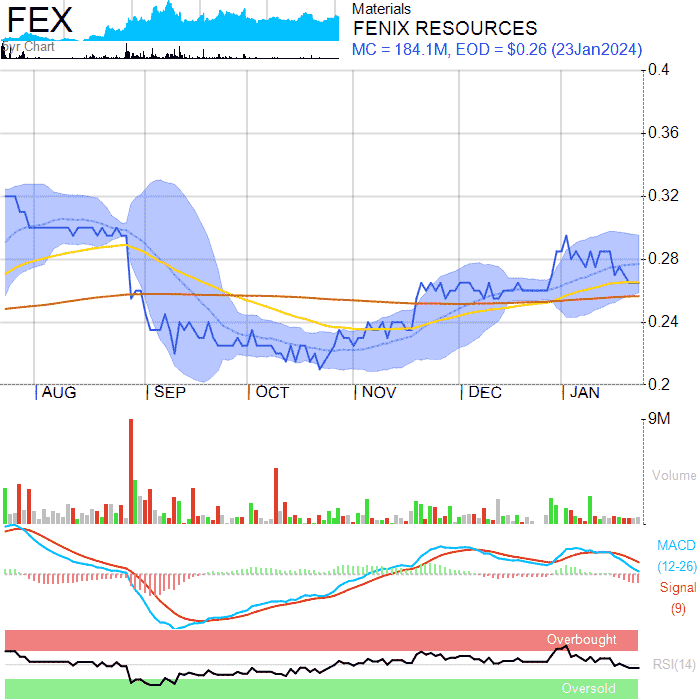 FEX
Materials
FENIX RESOURCES
MC = 184.1M, EOD = $0.26 (23Jan2024)
Chart
0.4
0.36
0.32
0.28
0.24
0.2
AUG SEP OCT NOV DEC JAN
9M
Volume
MACD
(12-26)
Signal
(9)
Overbought
RSI(14)
Oversold